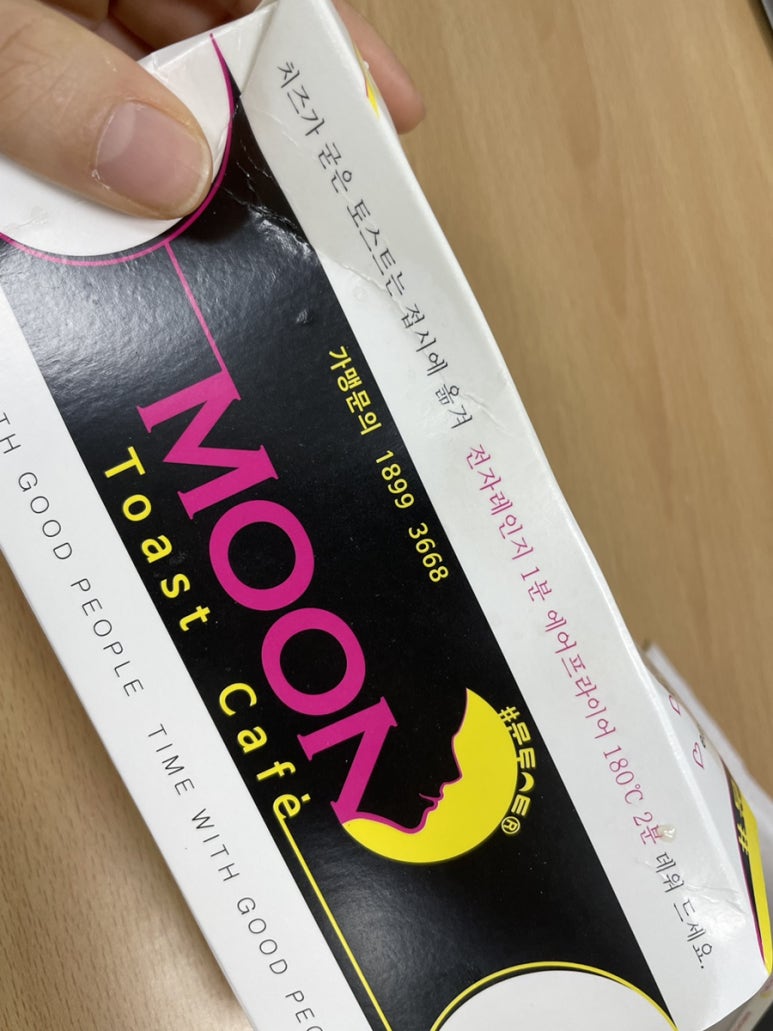 치즈가 굳은 토스트는 접시에 옮겨 전자레인지 1분 에어프라이어 180℃ 2분 데워 드세요.
가맹문의 1899 3668
MOON
Toast Cafė
#문투스트®
TH GOOD PEOPLE TIME WITH GOOD PEO